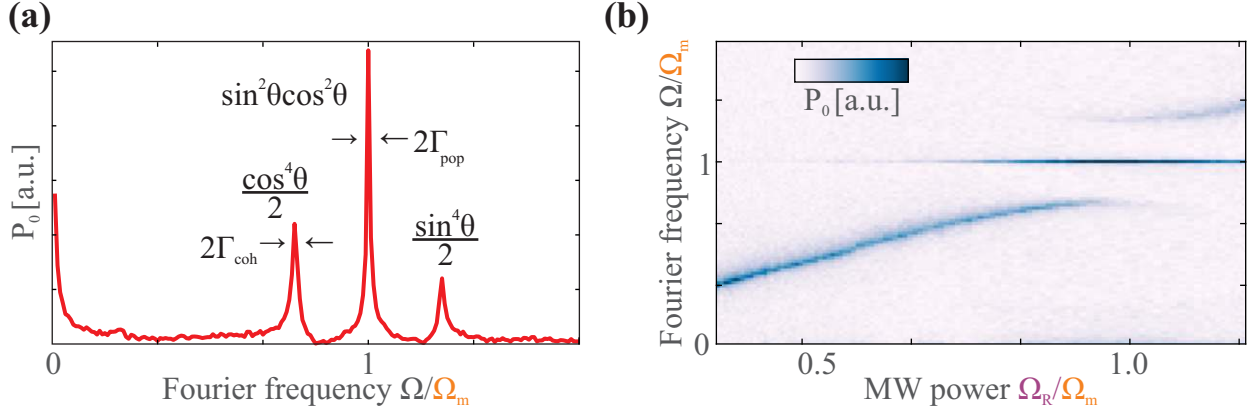 (a)
P₀ [a.u.]
sin²θcos²θ
2Γpop
cos⁴θ
2
2Γcoh
sin⁴θ
2
0
1
Fourier frequency Ω/Ωm
(b)
Fourier frequency Ω/Ωm
P₀ [a.u.]
1
0
0.5
1.0
MW power ΩR/Ωm